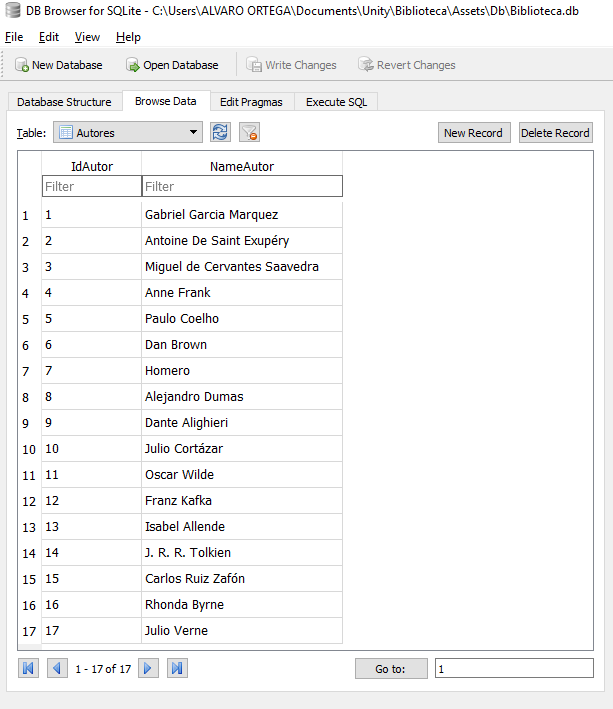 DB Browser for SQLite - C:\Users\ALVARO ORTEGA\Documents\Unity\Biblioteca\Assets\Db\Biblioteca.db
File Edit View Help
New Database Open Database Write Changes Revert Changes
Database Structure Browse Data Edit Pragmas Execute SQL
Table: Autores New Record Delete Record
IdAutor NameAutor
Filter Filter
1 1 Gabriel Garcia Marquez
2 2 Antoine De Saint Exupéry
3 3 Miguel de Cervantes Saavedra
4 4 Anne Frank
5 5 Paulo Coelho
6 6 Dan Brown
7 7 Homero
8 8 Alejandro Dumas
9 9 Dante Alighieri
10 10 Julio Cortázar
11 11 Oscar Wilde
12 12 Franz Kafka
13 13 Isabel Allende
14 14 J. R. R. Tolkien
15 15 Carlos Ruiz Zafón
16 16 Rhonda Byrne
17 17 Julio Verne
1 - 17 of 17 Go to: 1